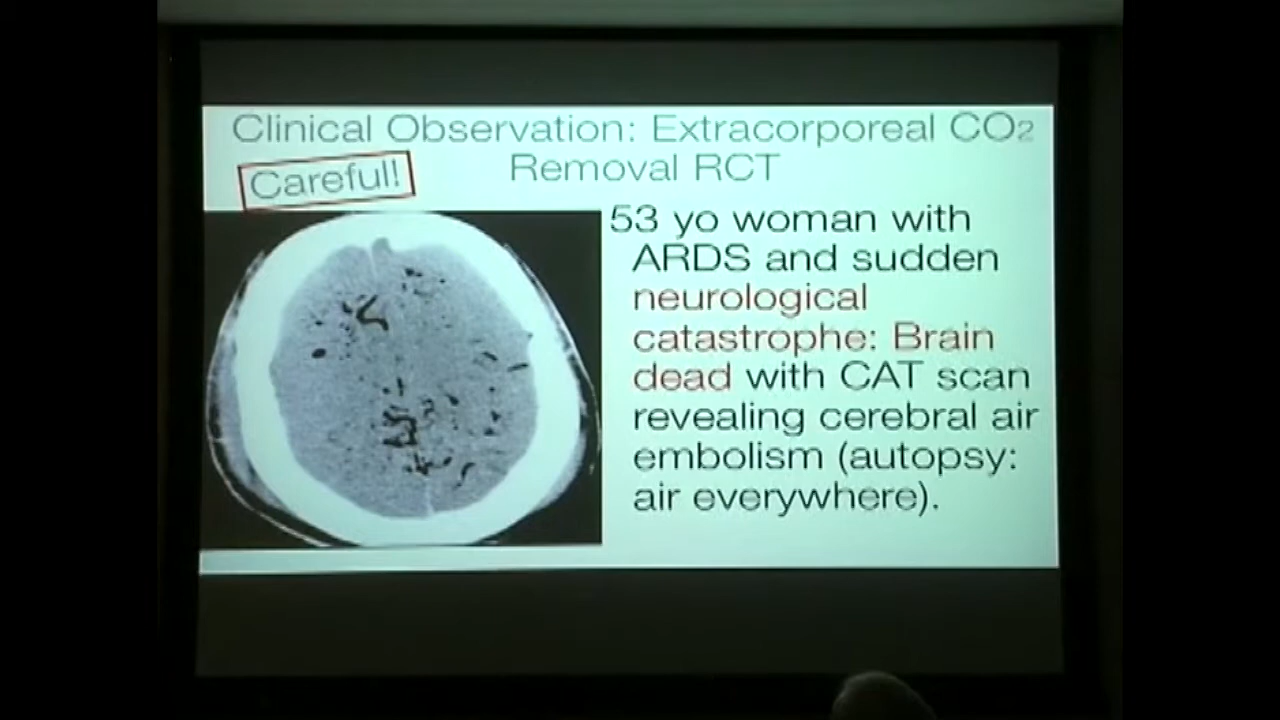 Clinical Observation: Extracorporeal CO₂
Removal RCT
Careful!
53 yo woman with
ARDS and sudden
neurological
catastrophe: Brain
dead with CAT scan
revealing cerebral air
embolism (autopsy:
air everywhere).